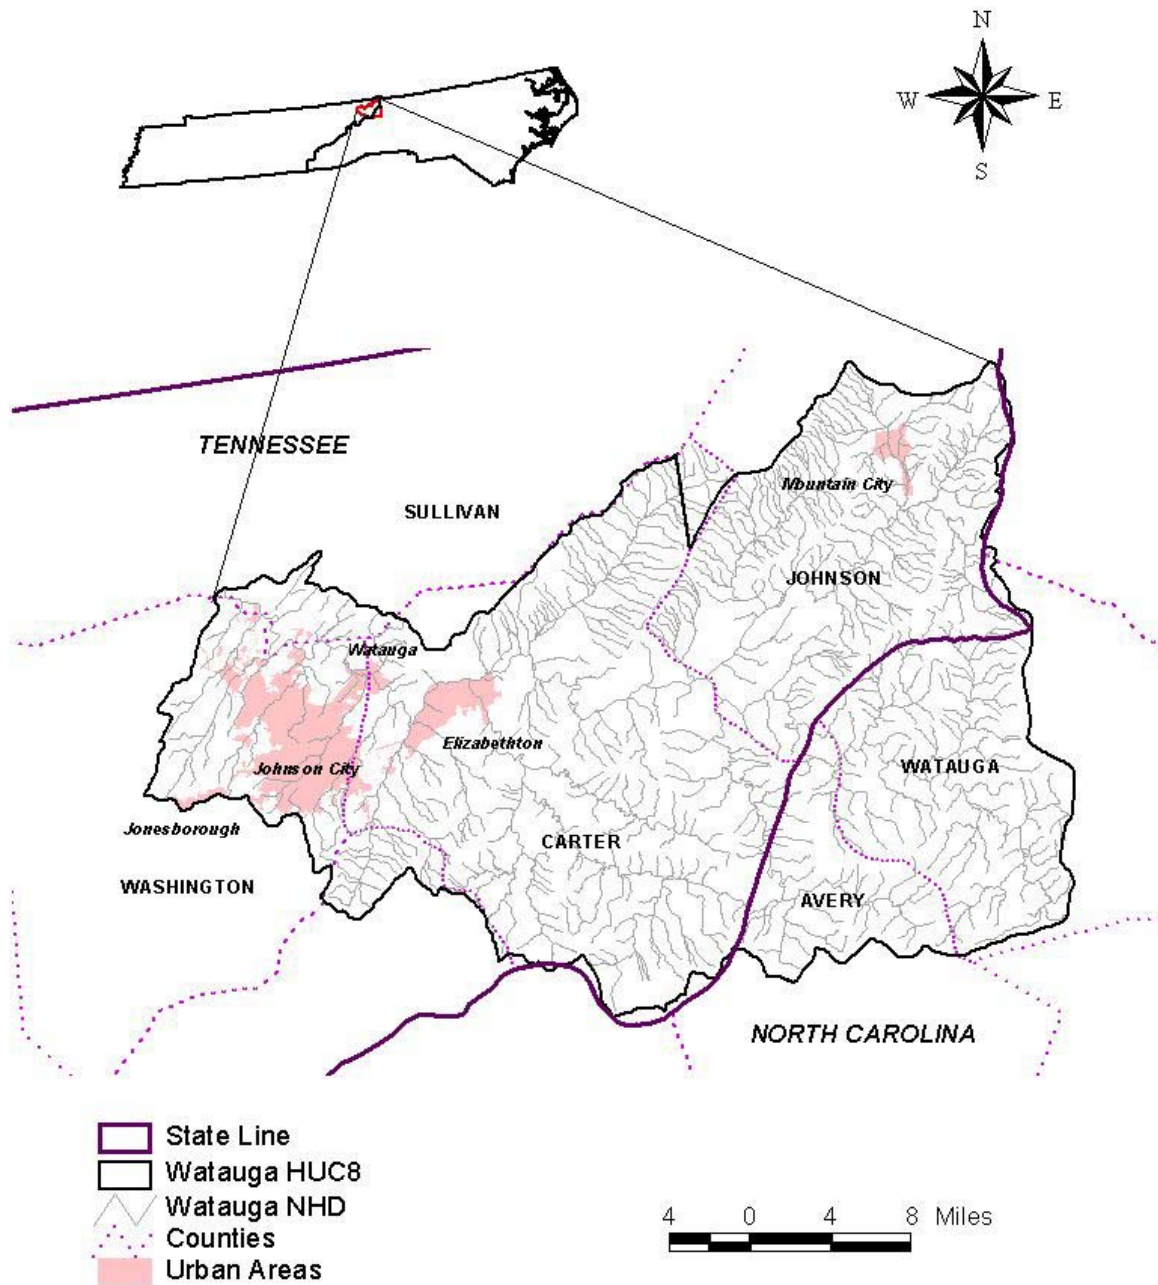 N
W E
S
TENNESSEE
SULLIVAN
Mountain City
JOHNSON
Watauga
Elizabethton
Johnson City
WATAUGA
Jonesborough
CARTER
WASHINGTON
AVERY
NORTH CAROLINA
State Line
Watauga HUC8
Watauga NHD
Counties
Urban Areas
4 0 4 8 Miles